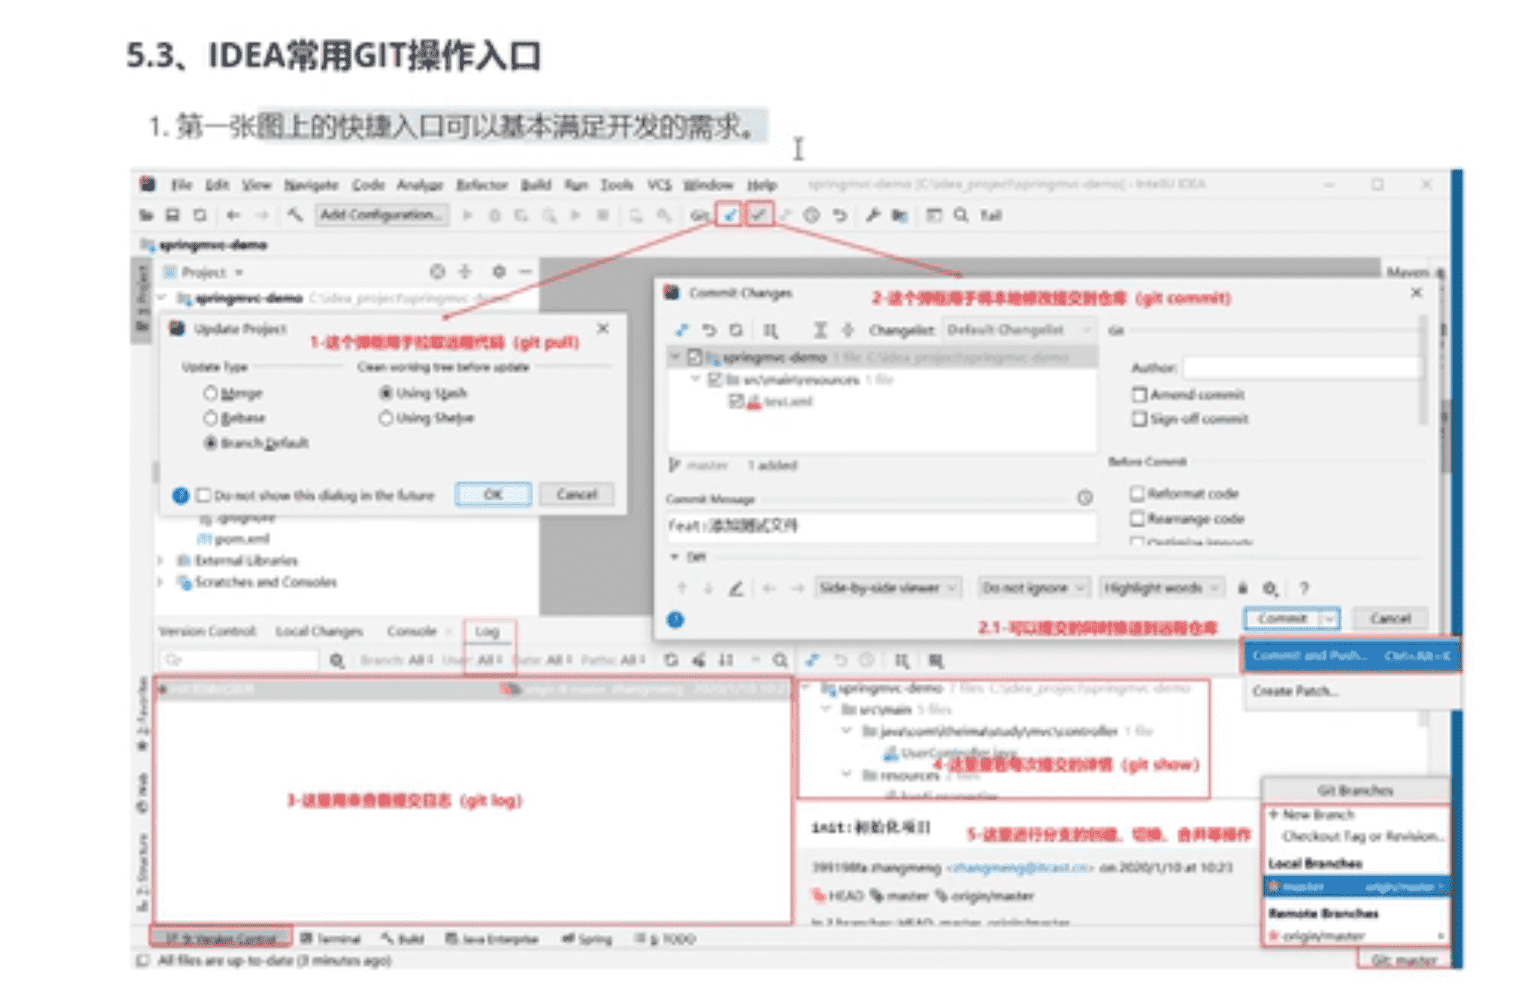 5.3、IDEA常用GIT操作入口
1. 第一张图上的快捷入口可以基本满足开发的需求。
File Edit View Navigate Code Analyze Refactor Build Run Tools VCS Window Help springmvc-demo [C:\idea_project\springmvc-demo] - IntelliJ IDEA
Add Configuration... Git:
springmvc-demo
Project
Maven
springmvc-demo C:\idea_project\springmvc-demo
1: Project
Update Project
1-这个弹框用于拉取远程代码（git pull）
Update Type
Clean working tree before update
Merge
Using Stash
Rebase
Using Shelve
Branch Default
Do not show this dialog in the future
OK
Cancel
.gitignore
pom.xml
External Libraries
Scratches and Consoles
Commit Changes
2-这个弹框用于将本地修改提交到仓库（git commit）
Changelist: Default Changelist
Git
springmvc-demo 1 file C:\idea_project\springmvc-demo
src\main\resources 1 file
test.xml
Author:
Amend commit
Sign-off commit
master 1 added
Before Commit
Commit Message
Reformat code
feat:添加测试文件
Rearrange code
Optimize imports
Diff
Side-by-side viewer
Do not ignore
Highlight words
?
2.1-可以提交的同时推送到远程仓库
Commit
Cancel
Commit and Push... Ctrl+Alt+K
Create Patch...
Version Control: Local Changes Console Log
Branch: All User: All Date: All Paths: All
origin & master zhangmeng 2020/1/10 10:23
3-这里用来查看提交日志（git log）
springmvc-demo 7 files C:\idea_project\springmvc-demo
src\main 5 files
java\com\itheima\study\mvc\controller 1 file
UserController.java
4-这里查看每次提交的详情（git show）
resources 2 files
init:初始化项目
5-这里进行分支的创建、切换、合并等操作
zhangmeng <zhangmeng@itcast.cn> on 2020/1/10 at 10:23
HEAD master origin/master
In 3 branches: HEAD, master, origin/master
Git Branches
+ New Branch
Checkout Tag or Revision...
Local Branches
master origin/master
Remote Branches
origin/master
2: Favorites
Web
7: Structure
9: Version Control Terminal Build Java Enterprise Spring 6: TODO
All files are up-to-date (3 minutes ago)
Git: master